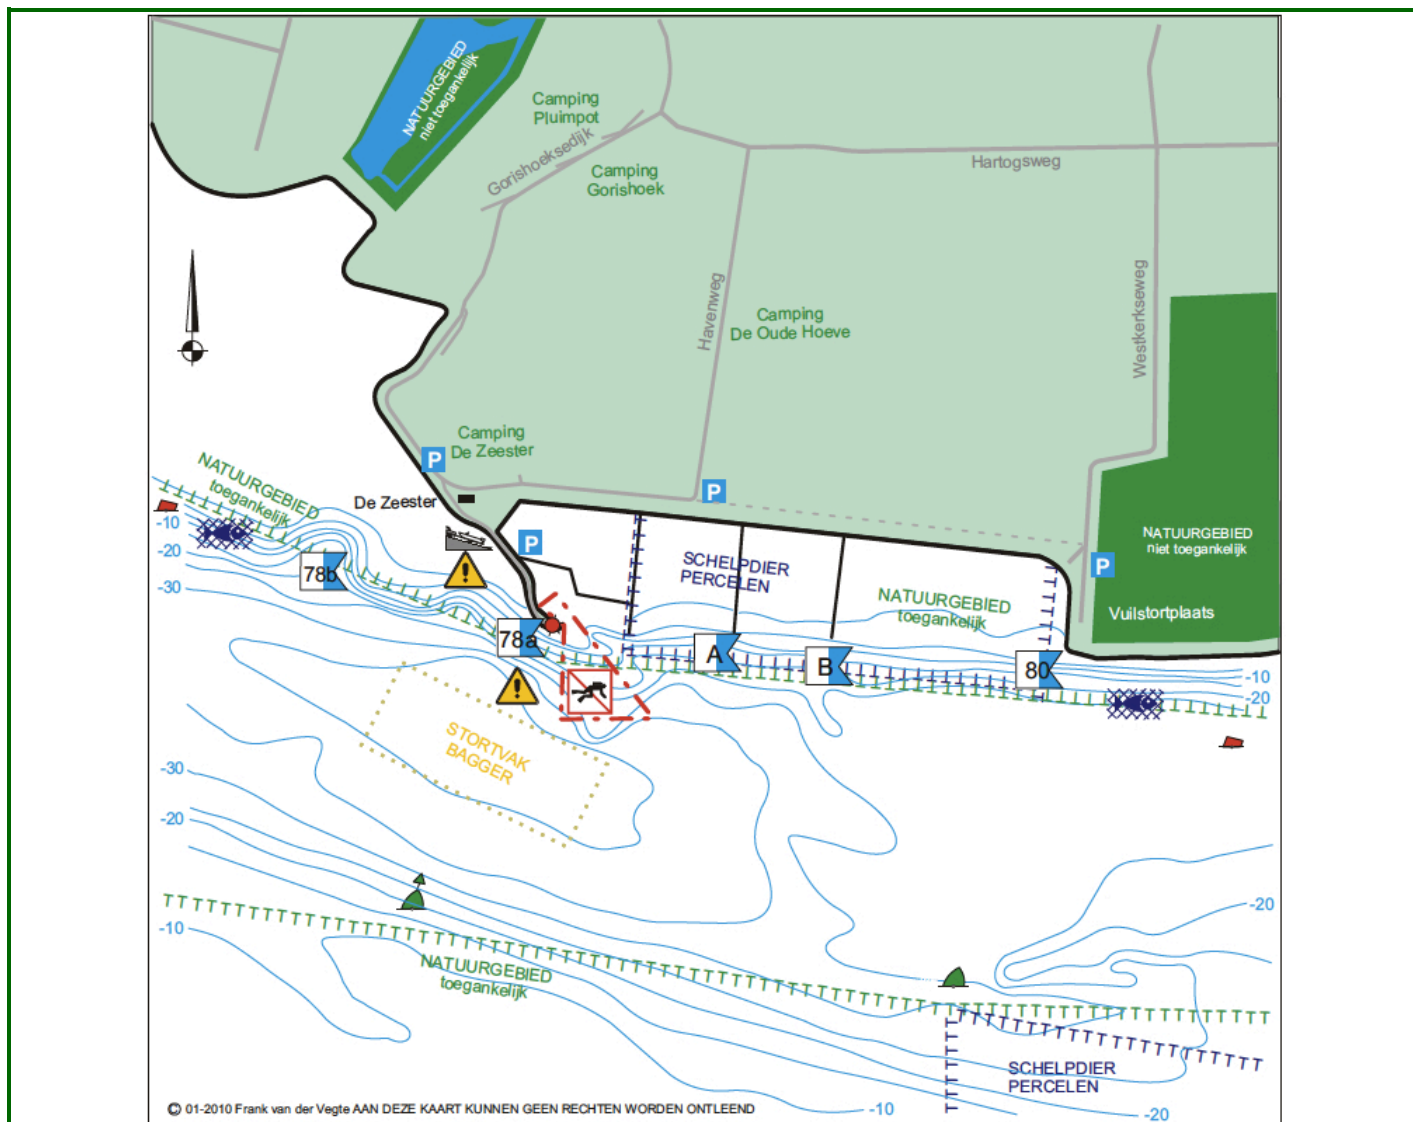 NATUURGEBIED
niet toegankelijk
Camping
Pluimpot
Gorishoeksedijk
Camping
Gorishoek
Hartogsweg
Havenweg
Camping
De Oude Hoeve
Westkerkseweg
Camping
De Zeester
P
P
De Zeester
NATUURGEBIED
toegankelijk
-10
-20
-30
78b
!
P
SCHELPDIER
PERCELEN
NATUURGEBIED
toegankelijk
P
NATUURGEBIED
niet toegankelijk
Vuilstortplaats
78a
A
B
80
-10
-20
!
STORTVAK
BAGGER
-30
-20
-10
-20
NATUURGEBIED
toegankelijk
SCHELPDIER
PERCELEN
© 01-2010 Frank van der Vegte AAN DEZE KAART KUNNEN GEEN RECHTEN WORDEN ONTLEEND
-10
-20